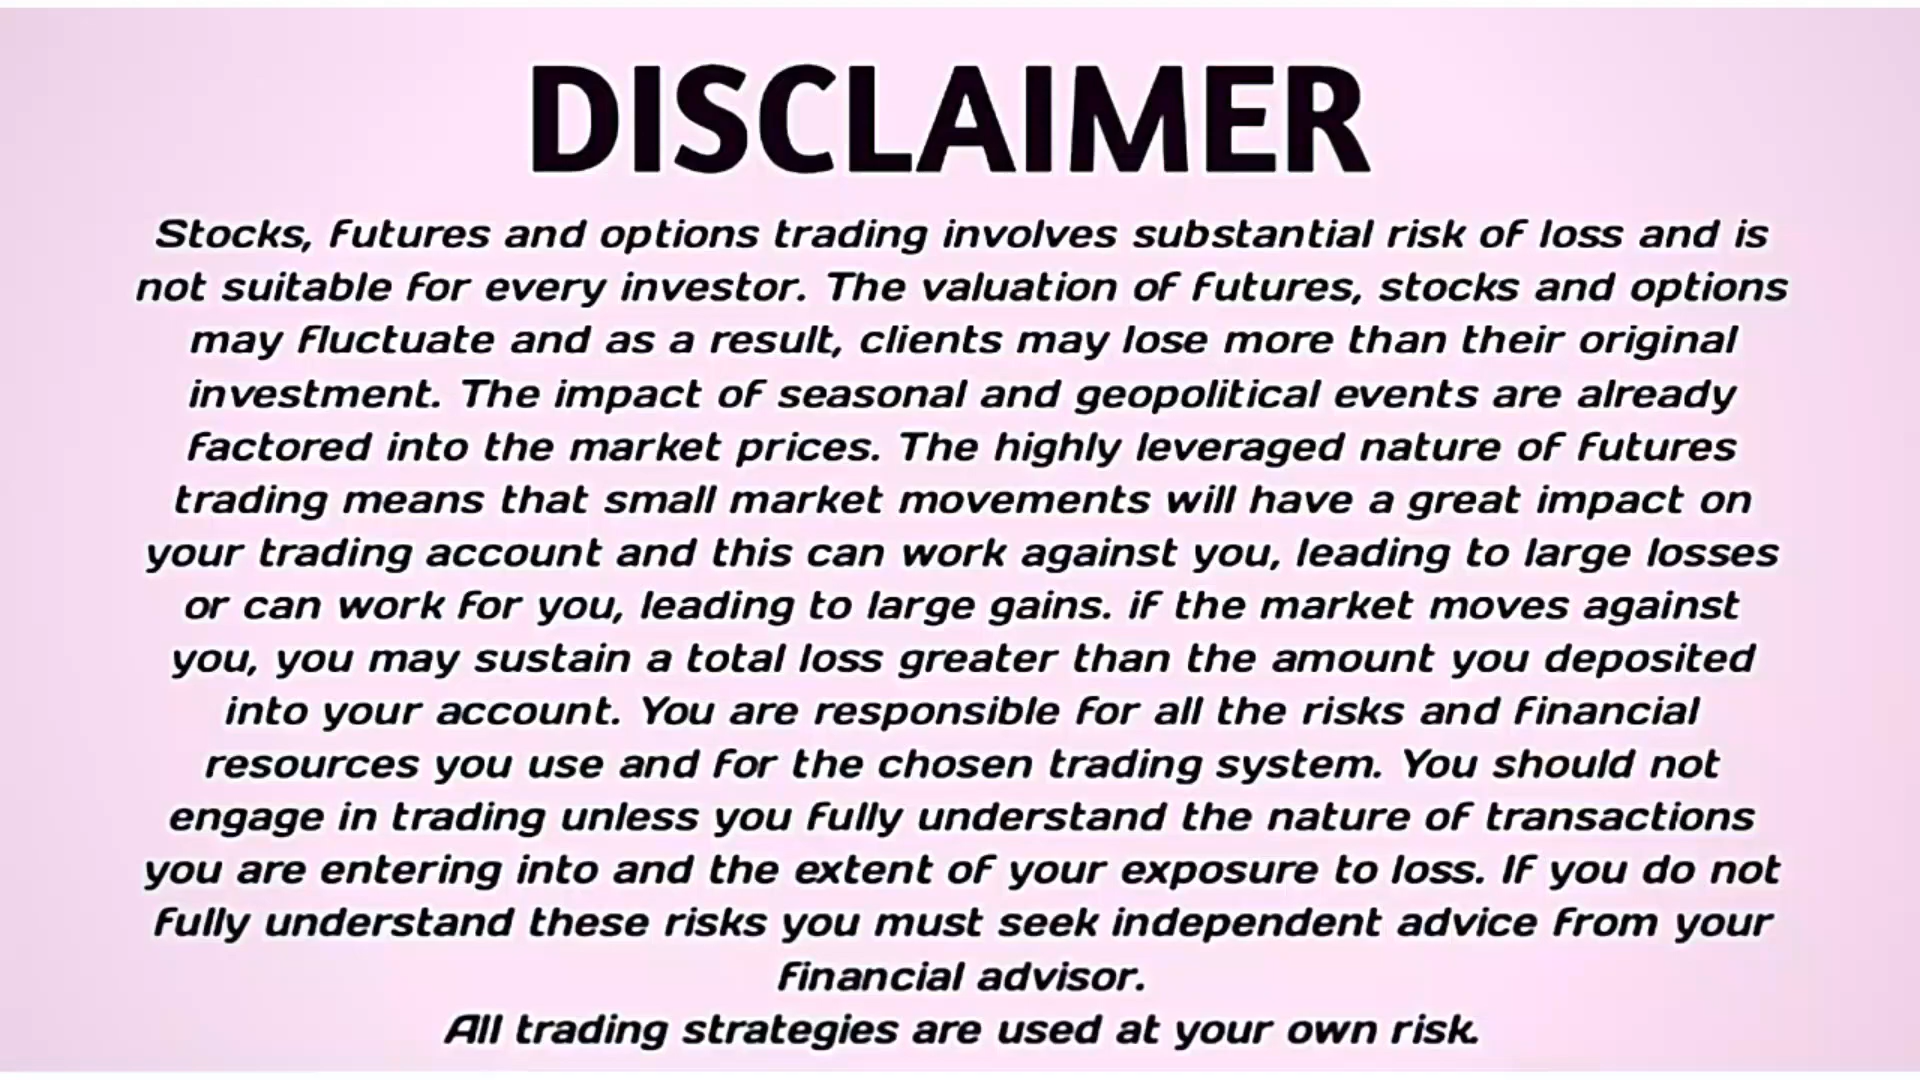 DISCLAIMER
Stocks, futures and options trading involves substantial risk of loss and is
not suitable for every investor. The valuation of futures, stocks and options
may fluctuate and as a result, clients may lose more than their original
investment. The impact of seasonal and geopolitical events are already
factored into the market prices. The highly leveraged nature of futures
trading means that small market movements will have a great impact on
your trading account and this can work against you, leading to large losses
or can work for you, leading to large gains. if the market moves against
you, you may sustain a total loss greater than the amount you deposited
into your account. You are responsible for all the risks and financial
resources you use and for the chosen trading system. You should not
engage in trading unless you fully understand the nature of transactions
you are entering into and the extent of your exposure to loss. If you do not
fully understand these risks you must seek independent advice from your
financial advisor.
All trading strategies are used at your own risk.